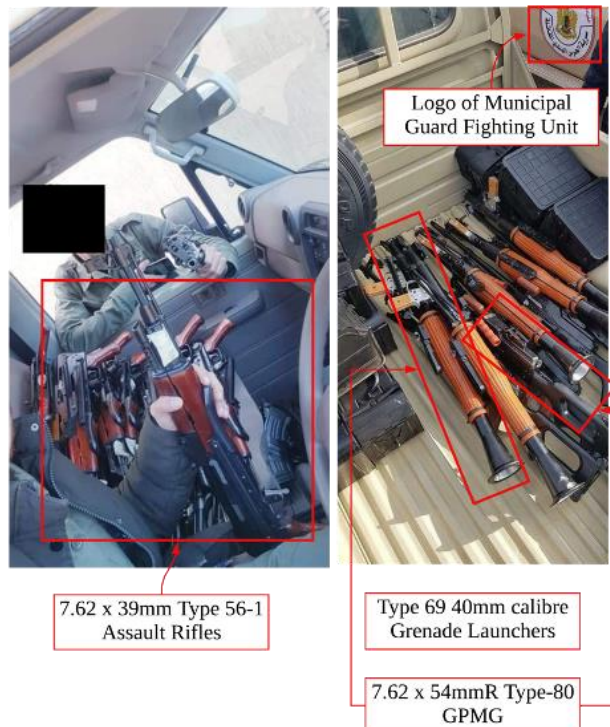 Logo of Municipal
Guard Fighting Unit
7.62 x 39mm Type 56-1
Assault Rifles
Type 69 40mm calibre
Grenade Launchers
7.62 x 54mmR Type-80
GPMG